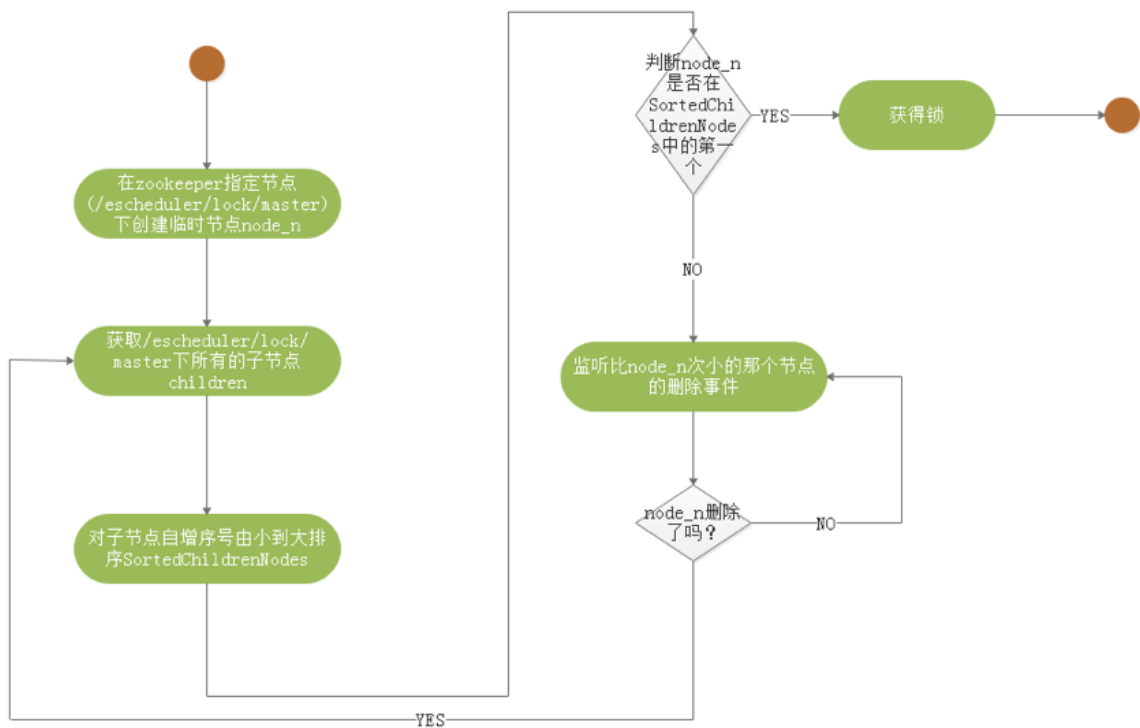 在zookeeper指定节点
(/escheduler/lock/master)
下创建临时节点node_n
获取/escheduler/lock/
master下所有的子节点
children
对子节点自增序号由小到大排
序SortedChildrenNodes
判断node_n
是否在
SortedChi
ldrenNode
s中的第一
个
YES
获得锁
NO
监听比node_n次小的那个节点
的删除事件
node_n删除
了吗？
NO
YES